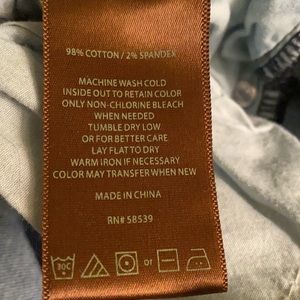 98% COTTON / 2% SPANDEX
MACHINE WASH COLD
INSIDE OUT TO RETAIN COLOR
ONLY NON-CHLORINE BLEACH
WHEN NEEDED
TUMBLE DRY LOW
OR FOR BETTER CARE
LAY FLAT TO DRY
WARM IRON IF NECESSARY
COLOR MAY TRANSFER WHEN NEW
MADE IN CHINA
RN# 58539
30C or